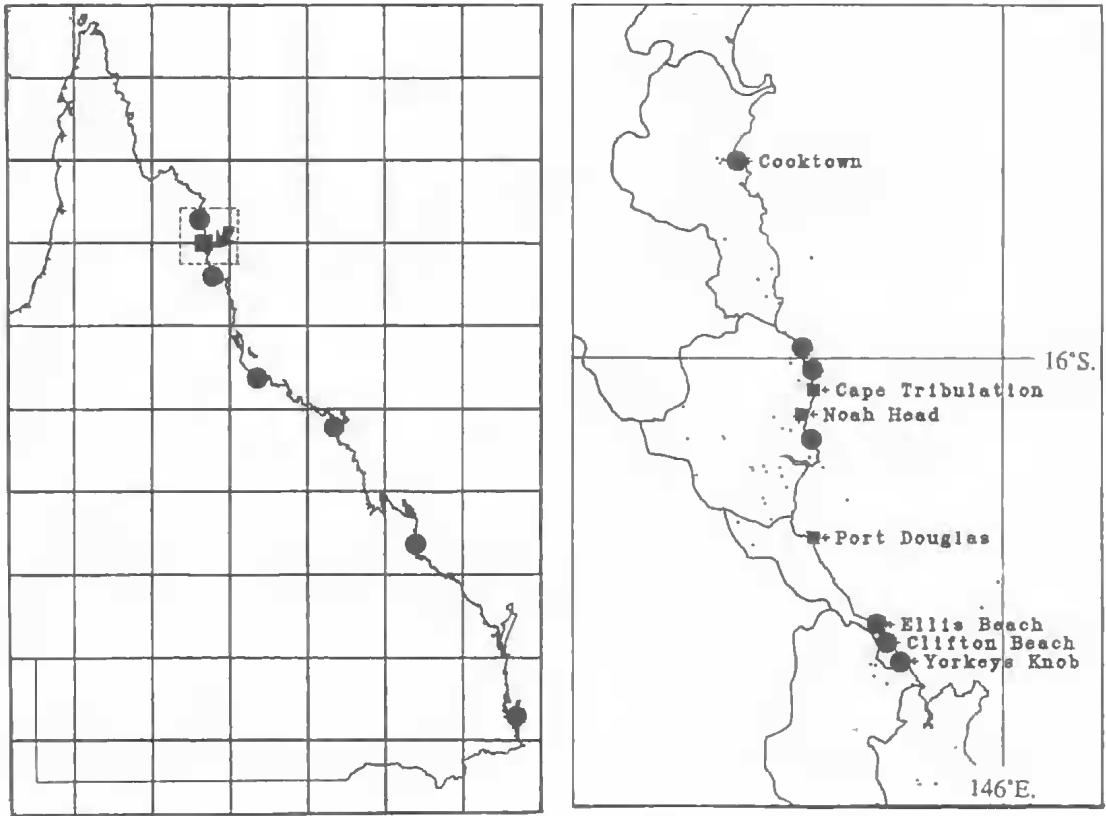 Cooktown
16°S.
Cape Tribulation
Noah Head
Port Douglas
Ellis Beach
Clifton Beach
Yorkeys Knob
146°E.